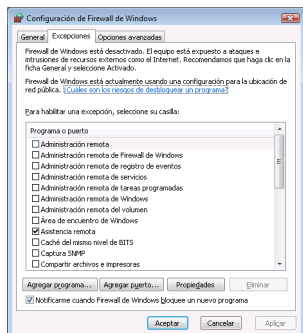 Configuración de Firewall de Windows
General Excepciones Opciones avanzadas
Firewall de Windows está desactivado. El equipo está expuesto a ataques e
intrusiones de recursos externos como el Internet. Recomendamos que haga clic en la
ficha General y seleccione Activado.
Firewall de Windows está actualmente usando una configuración para la ubicación de
red pública. ¿Cuáles son los riesgos de desbloquear un programa?
Para habilitar una excepción, seleccione su casilla:
Programa o puerto
Administración remota
Administración remota de Firewall de Windows
Administración remota de registro de eventos
Administración remota de servicios
Administración remota de tareas programadas
Administración remota de Windows
Administración remota del volumen
Área de encuentro de Windows
Asistencia remota
Caché del mismo nivel de BITS
Captura SNMP
Compartir archivos e impresoras
Agregar programa... Agregar puerto... Propiedades Eliminar
Notificarme cuando Firewall de Windows bloquee un nuevo programa
Aceptar Cancelar Aplicar